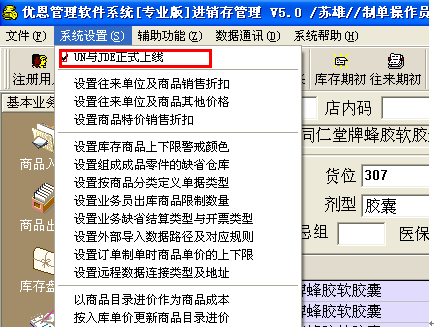 优恩管理软件系统[专业版]进销存管理 V5.0 /苏雄//制单操作员
文件(F) 系统设置(S) 辅助功能(Z) 数据通讯(D) 系统帮助(H)
UN与JDE正式上线
设置往来单位及商品销售折扣
设置往来单位及商品其他价格
设置商品特价销售折扣
设置库存商品上下限警戒颜色
设置组成成品零件的缺省仓库
设置按商品分类定义单据类型
设置业务员出库商品限制数量
设置业务缺省结算类型与开票类型
设置外部导入数据路径及对应规则
设置订单制单时商品单价的上下限
设置远程数据连接类型及地址
以商品目录进价作为商品成本
按入库单价更新商品目录进价
注册用
库存期初 往来期初
基本业务
商品入
商品出
库存盘
店内码
同仁堂牌蜂胶软胶
货位 307
剂型 胶囊
忌组 医保
牌蜂胶软胶囊
蜂胶软胶囊